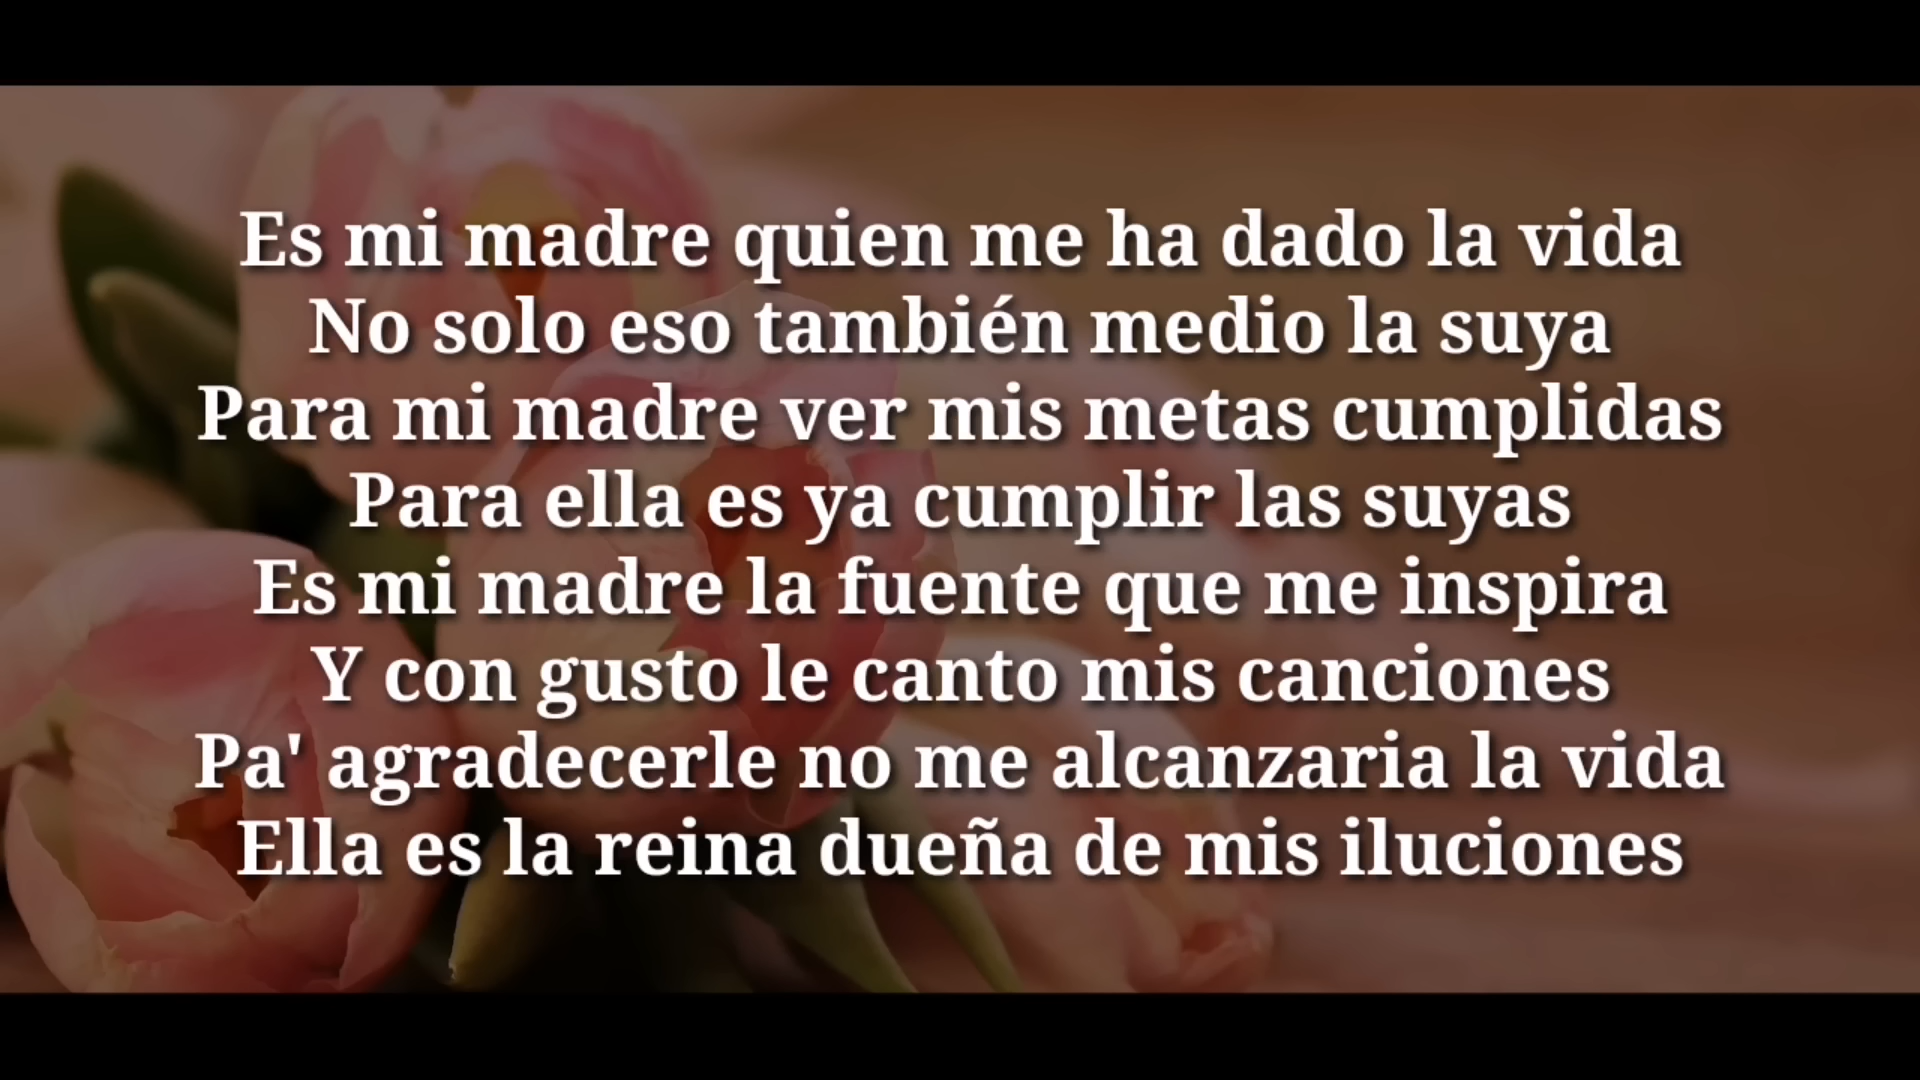 Es mi madre quien me ha dado la vida
No solo eso también medio la suya
Para mi madre ver mis metas cumplidas
Para ella es ya cumplir las suyas
Es mi madre la fuente que me inspira
Y con gusto le canto mis canciones
Pa' agradecerle no me alcanzaria la vida
Ella es la reina dueña de mis iluciones